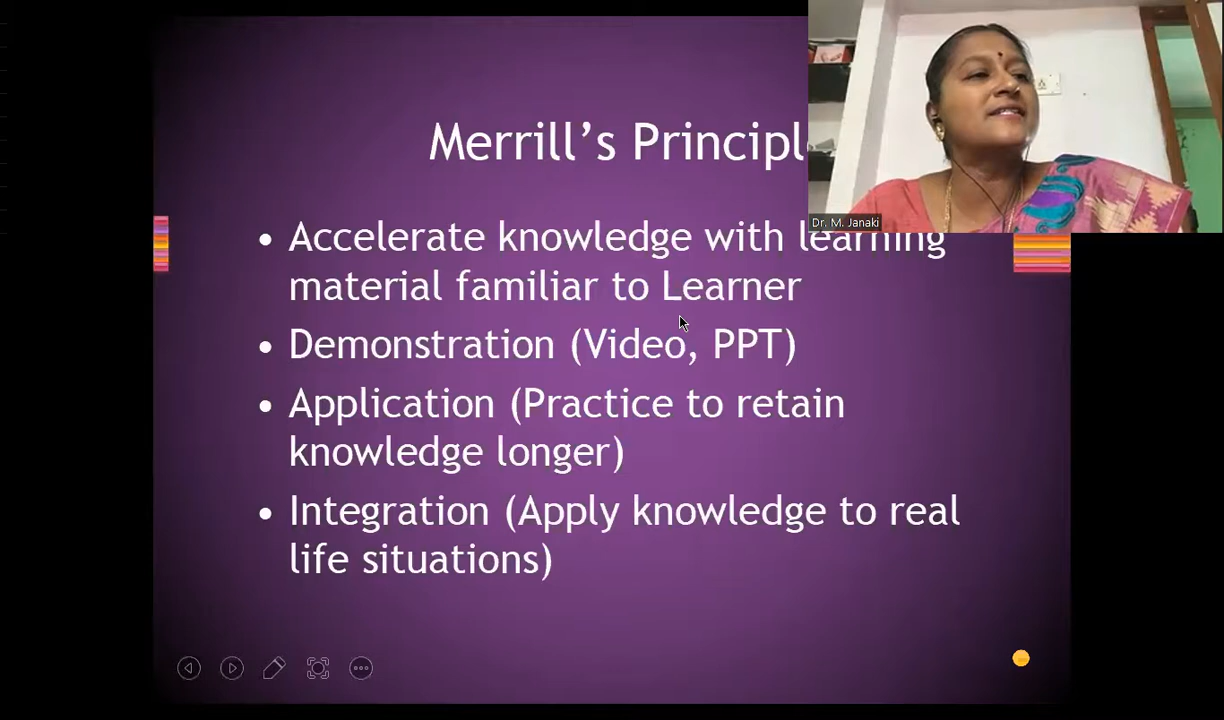 Merrill's Principl
Dr. M. Janaki
• Accelerate knowledge with learning
material familiar to Learner
• Demonstration (Video, PPT)
• Application (Practice to retain
knowledge longer)
• Integration (Apply knowledge to real
life situations)